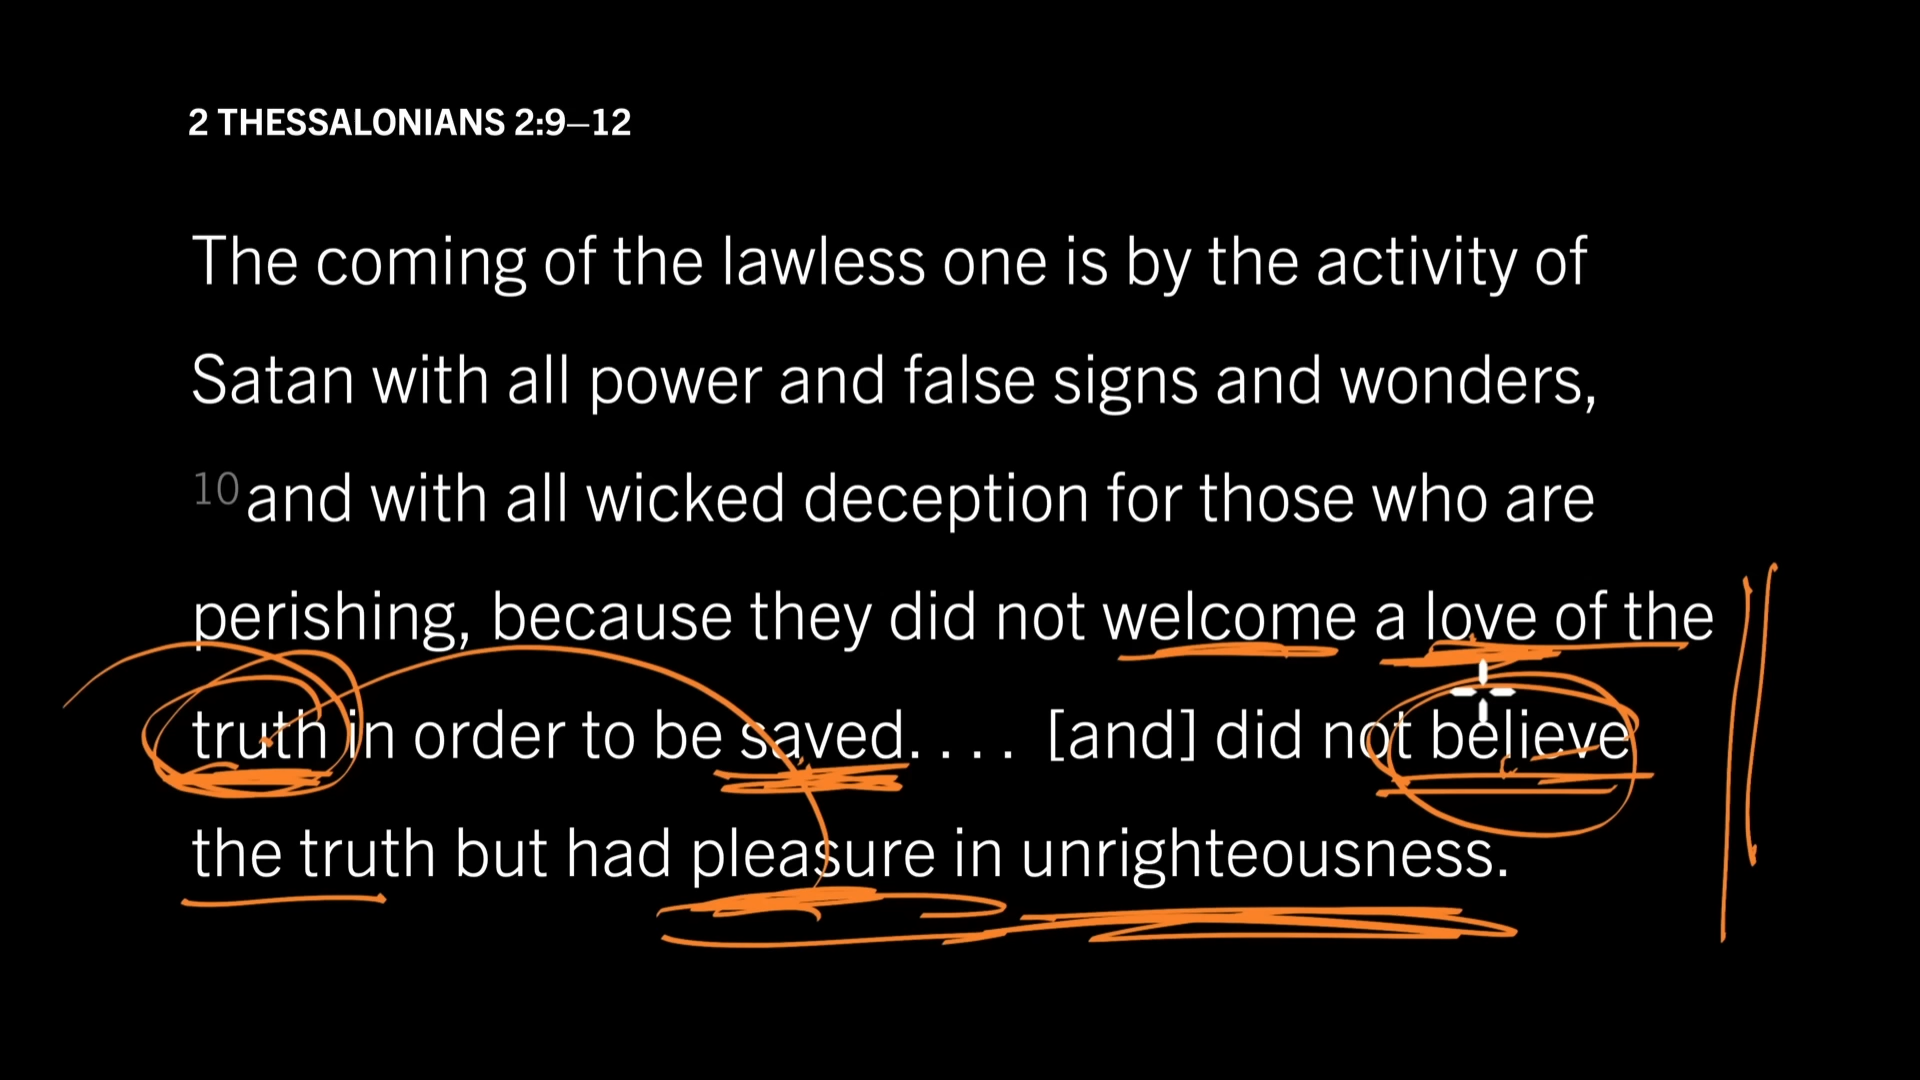 2 THESSALONIANS 2:9–12
The coming of the lawless one is by the activity of
Satan with all power and false signs and wonders,
10 and with all wicked deception for those who are
perishing, because they did not welcome a love of the
truth in order to be saved. . . . [and] did not believe
the truth but had pleasure in unrighteousness.